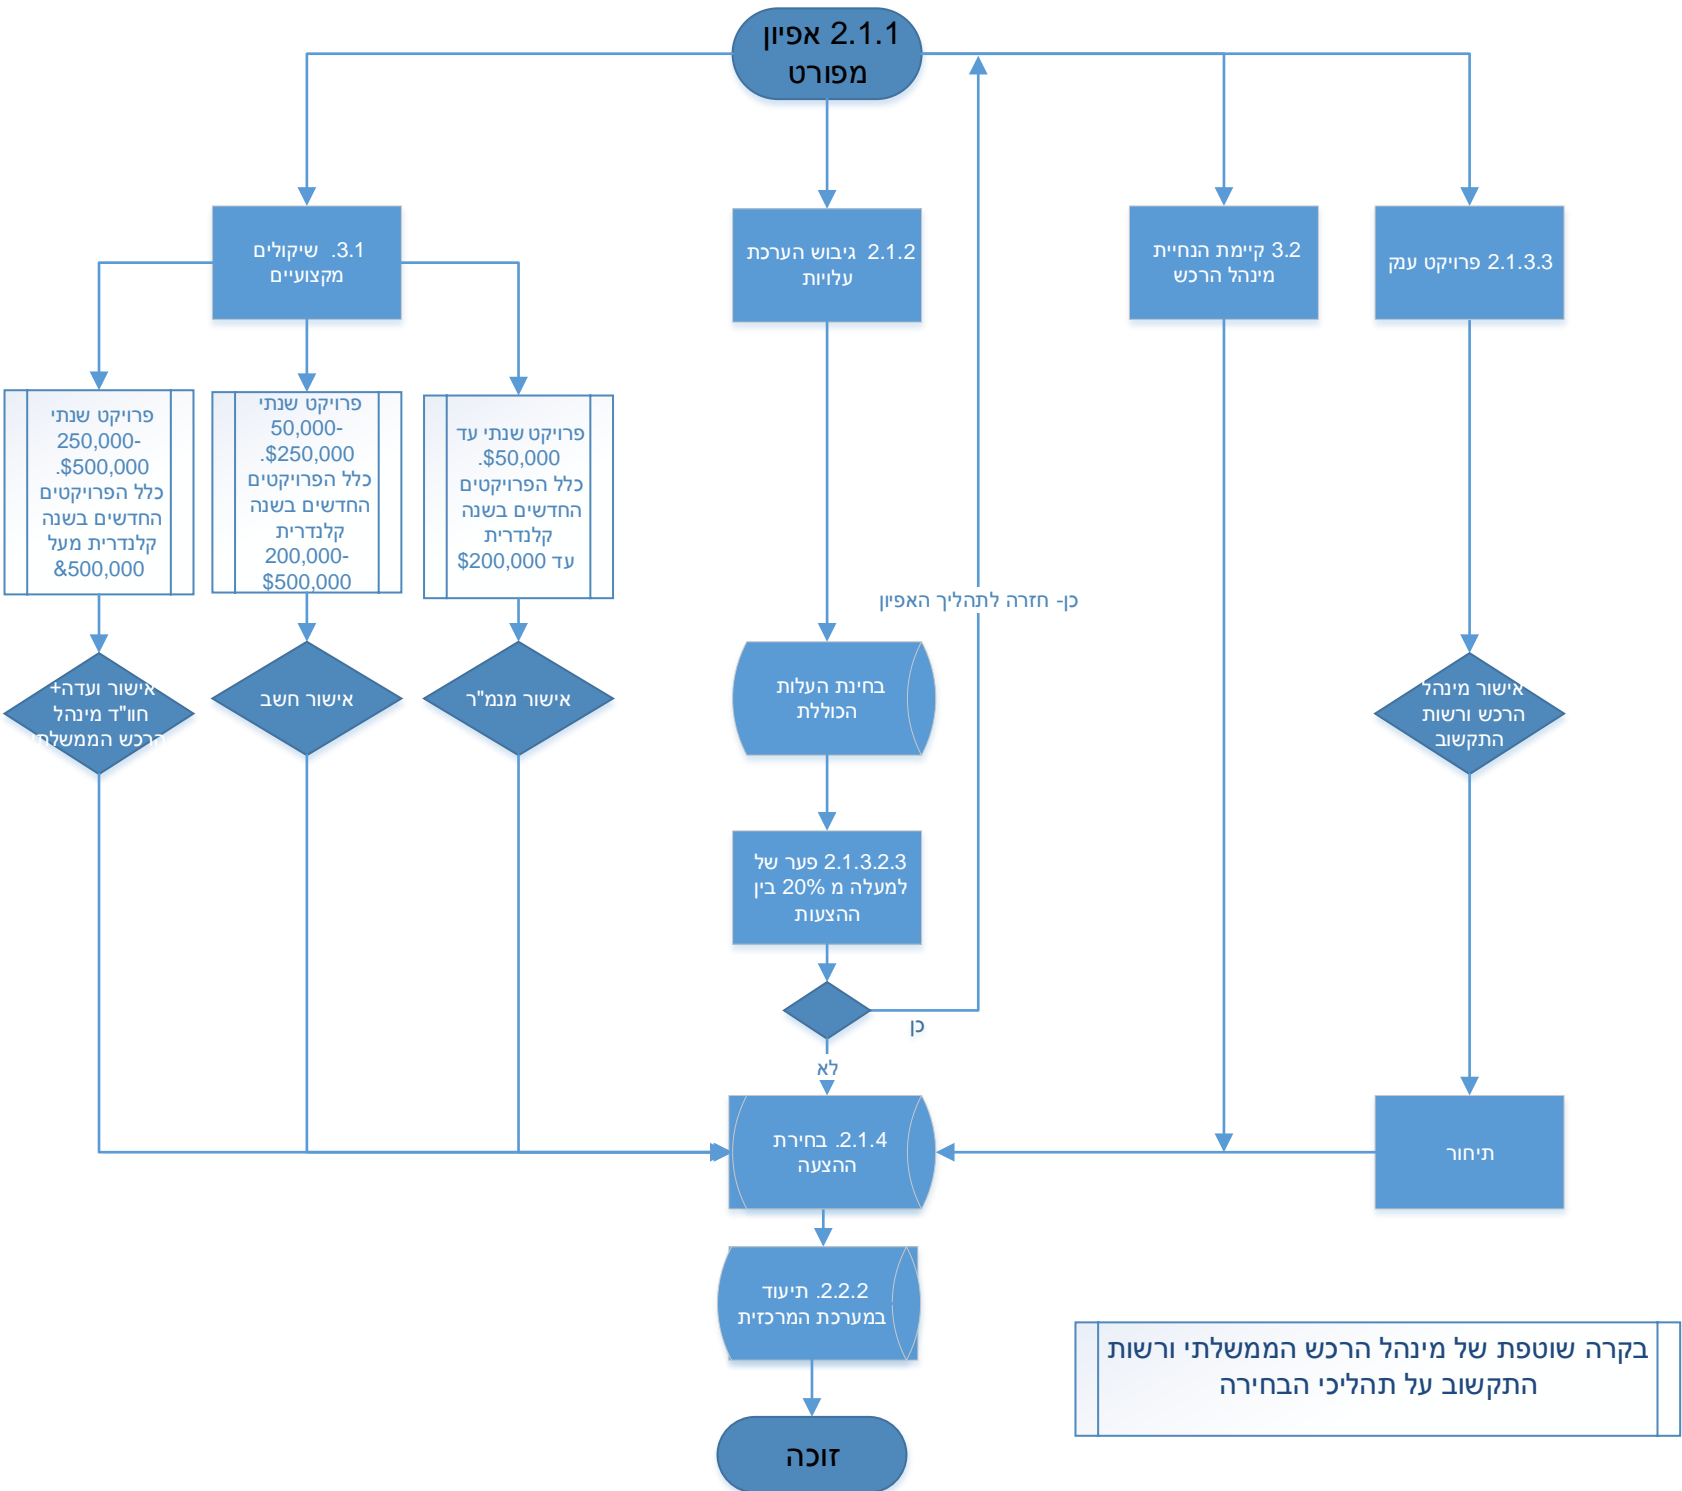 2.1.1 אפיון
מפורט
3.1. שיקולים
מקצועיים
2.1.2 גיבוש הערכת
עלויות
3.2 קיימת הנחיית
מינהל הרכש
2.1.3.3 פרויקט ענק
פרויקט שנתי
250,000-
500,000$.
כלל הפרויקטים
החדשים בשנה
קלנדרית מעל
500,000&
פרויקט שנתי
50,000-
250,000$.
כלל הפרויקטים
החדשים בשנה
קלנדרית
200,000-
500,000$
פרויקט שנתי עד
50,000$.
כלל הפרויקטים
החדשים בשנה
קלנדרית
עד 200,000$
כן- חזרה לתהליך האפיון
אישור ועדה+
חוו"ד מינהל
הרכש הממשלתי
אישור חשב
אישור מנמ"ר
בחינת העלות
הכוללת
אישור מינהל
הרכש ורשות
התקשוב
2.1.3.2.3 פער של
למעלה מ 20% בין
ההצעות
כן
לא
2.1.4. בחירת
ההצעה
תיחור
2.2.2. תיעוד
במערכת המרכזית
בקרה שוטפת של מינהל הרכש הממשלתי ורשות
התקשוב על תהליכי הבחירה
זוכה